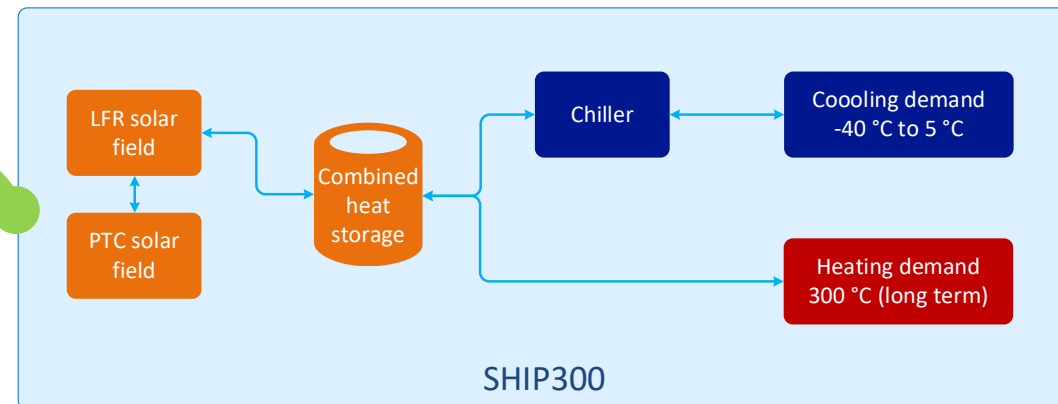 LFR solar
field
PTC solar
field
Combined
heat
storage
Chiller
Coooling demand
-40 °C to 5 °C
Heating demand
300 °C (long term)
SHIP300